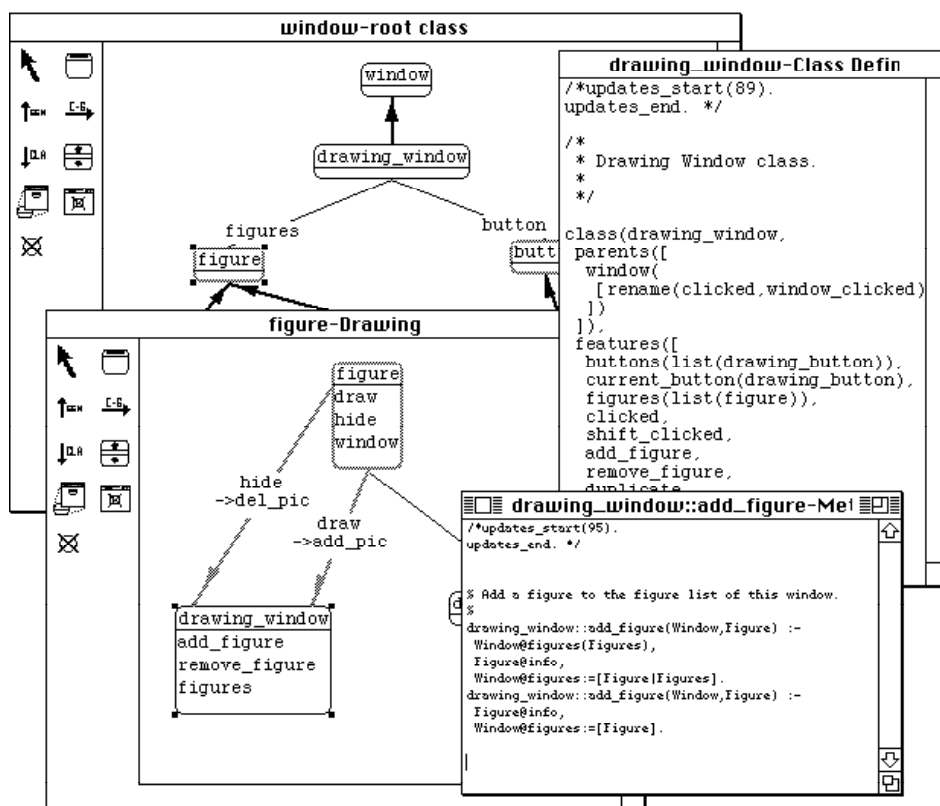 window-root class
window
drawing_window
figures
button
figure
drawing_window-Class Defin
/*updates_start(89).
updates_end. */
/*
* Drawing Window class.
*
*/
class(drawing_window,
parents([
window(
[rename(clicked,window_clicked)
])
]),
features([
buttons(list(drawing_button)),
current_button(drawing_button),
figures(list(figure)),
clicked,
shift_clicked,
add_figure,
remove_figure,
duplicate
figure-Drawing
C-G
CLA
figure
draw
hide
window
hide
->del_pic
draw
->add_pic
drawing_window
add_figure
remove_figure
figures
drawing_window::add_figure-Met
/*updates_start(95).
updates_end. */
% Add a figure to the figure list of this window.
%
drawing_window::add_figure(Window,Figure) :-
Window@figures(Figures),
Figure@info,
Window@figures:=[Figure|Figures].
drawing_window::add_figure(Window,Figure) :-
Figure@info,
Window@figures:=[Figure].